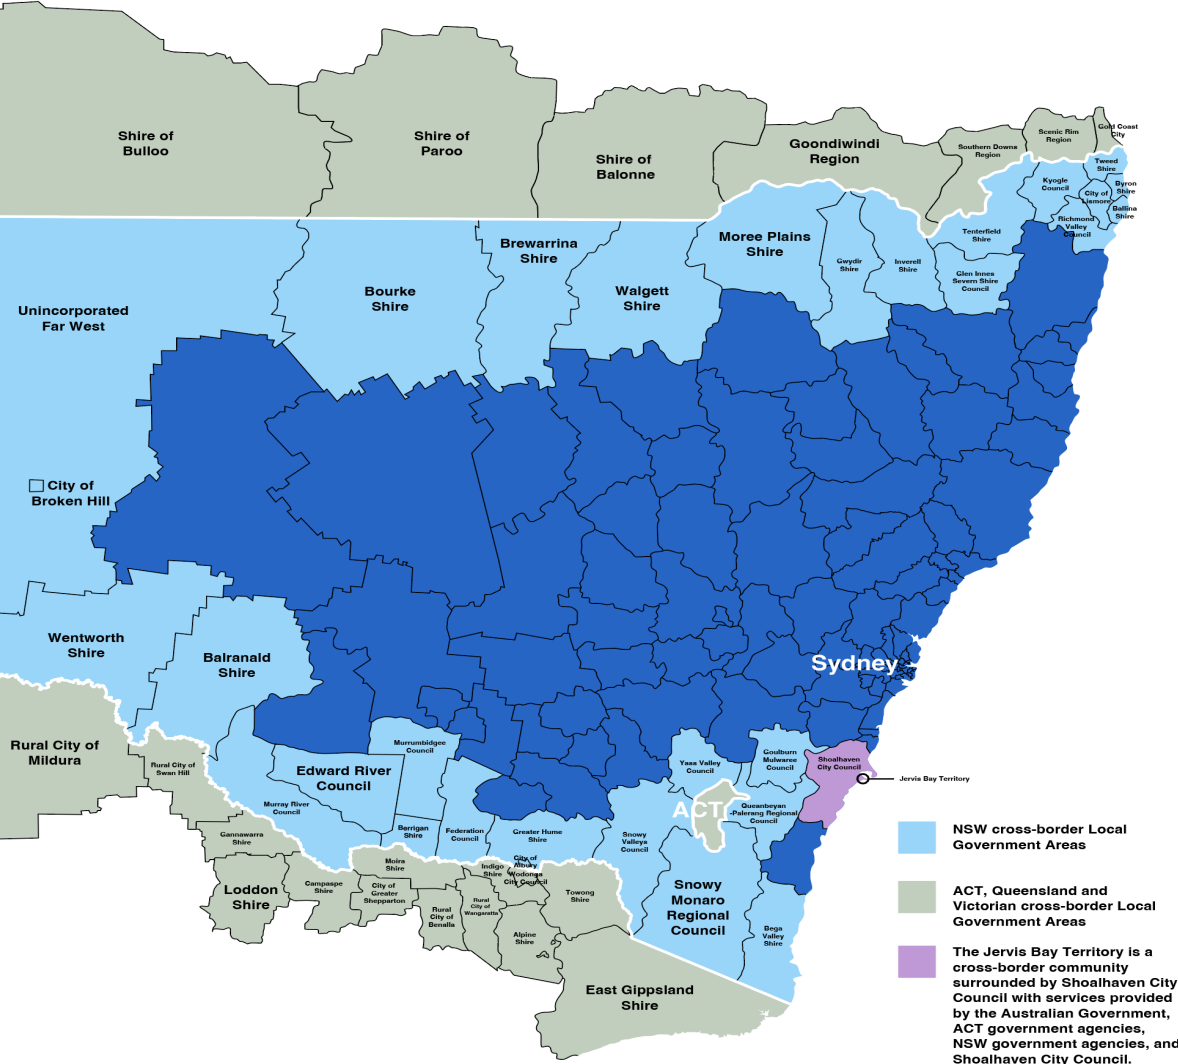 Shire of
Bulloo
Shire of
Paroo
Shire of
Balonne
Goondiwindi
Region
Southern Downs
Region
Scenic Rim
Region
Gold Coast
City
Tweed
Shire
Kyogle
Council
Byron
Shire
City of
Lismore
Ballina
Shire
Richmond
Valley
Council
Tenterfield
Shire
Moree Plains
Shire
Gwydir
Shire
Inverell
Shire
Glen Innes
Severn Shire
Council
Brewarrina
Shire
Bourke
Shire
Walgett
Shire
Unincorporated
Far West
City of
Broken Hill
Wentworth
Shire
Balranald
Shire
Sydney
Rural City of
Mildura
Rural City of
Swan Hill
Murrumbidgee
Council
Edward River
Council
Murray River
Council
Berrigan
Shire
Federation
Council
Greater Hume
Shire
City of
Albury
Wodonga
City Council
Snowy
Valleys
Council
Yass Valley
Council
Goulburn
Mulwaree
Council
Shoalhaven
City Council
Jervis Bay Territory
ACT
Queanbeyan
-Palerang Regional
Council
Gannawarra
Shire
Loddon
Shire
Campaspe
Shire
Moira
Shire
City of
Greater
Shepparton
Rural
City of
Benalla
Rural
City of
Wangaratta
Indigo
Shire
Towong
Shire
Alpine
Shire
Snowy
Monaro
Regional
Council
Bega
Valley
Shire
East Gippsland
Shire
NSW cross-border Local
Government Areas
ACT, Queensland and
Victorian cross-border Local
Government Areas
The Jervis Bay Territory is a
cross-border community
surrounded by Shoalhaven City
Council with services provided
by the Australian Government,
ACT government agencies,
NSW government agencies, and
Shoalhaven City Council.